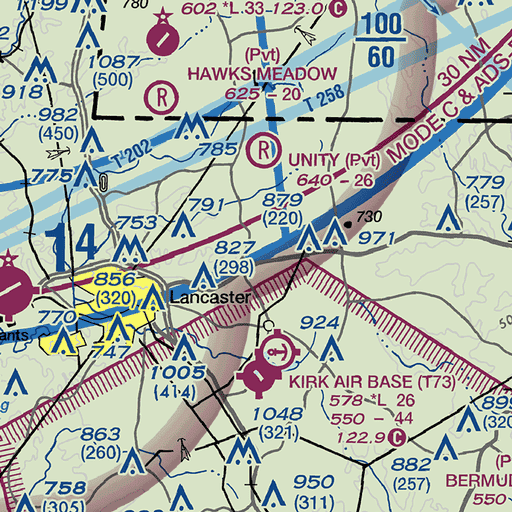 1199
780
602 *L 33-123.0 C
100
60
1087
(500)
(Pvt)
HAWKS MEADOW
625 - 20
30 NM
MODE C & ADS-
918
982
(450)
R
T 258
T 202
785
R
UNITY (Pvt)
640 - 26
775
779
(257)
791
879
(220)
730
14
753
827
(298)
971
856
(320)
Lancaster
770
ants
747
924
1005
(414)
KIRK AIR BASE (T73)
578 *L 26
550 - 44
122.9 C
1048
(321)
899
(320
863
(260)
882
(257)
(P
BERMUD
550
758
(305)
950
(311)